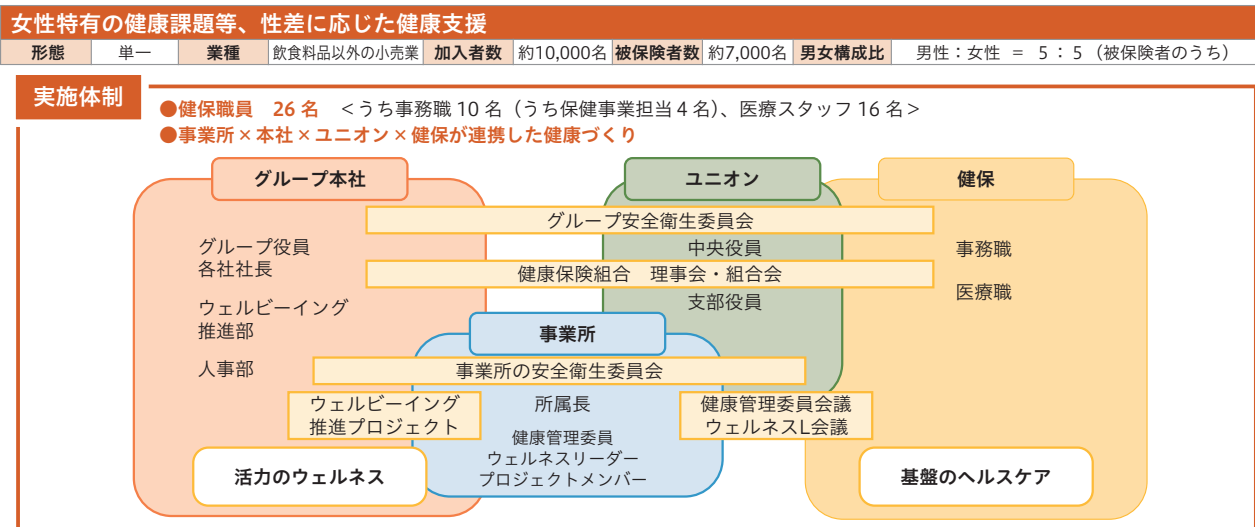 女性特有の健康課題等、性差に応じた健康支援
形態 単一 業種 飲食料品以外の小売業 加入者数 約10,000名 被保険者数 約7,000名 男女構成比 男性：女性 ＝ 5：5（被保険者のうち）
実施体制
●健保職員 26名 ＜うち事務職10名（うち保健事業担当4名）、医療スタッフ16名＞
●事業所×本社×ユニオン×健保が連携した健康づくり
グループ本社 ユニオン 健保
グループ安全衛生委員会
グループ役員 中央役員 事務職
各社社長 健康保険組合 理事会・組合会
医療職
ウェルビーイング 支部役員
推進部 事業所
人事部 事業所の安全衛生委員会
ウェルビーイング 所属長 健康管理委員会議
推進プロジェクト ウェルネスL会議
健康管理委員
ウェルネスリーダー
プロジェクトメンバー
活力のウェルネス 基盤のヘルスケア